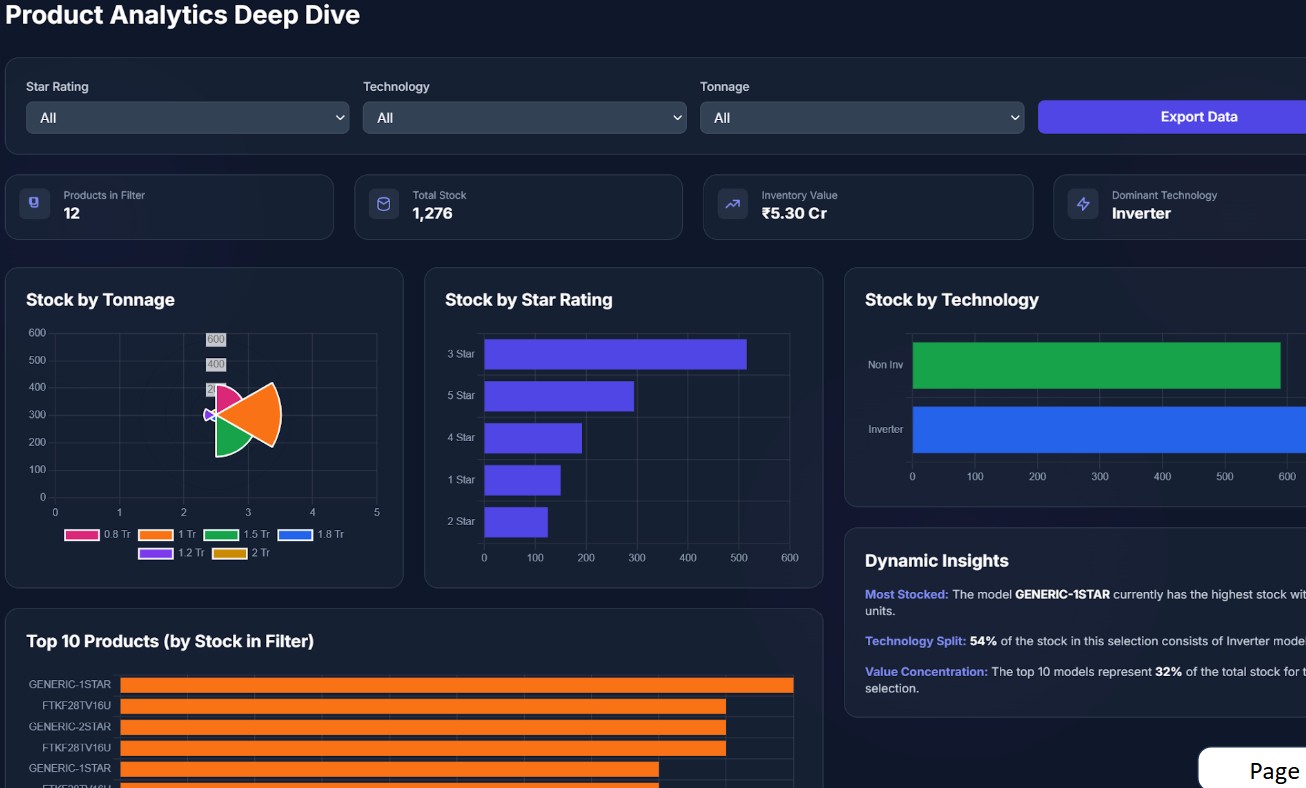 Product Analytics Deep Dive
Star Rating
Technology
Tonnage
All
All
All
Export Data
Products in Filter
12
Total Stock
1,276
Inventory Value
₹5.30 Cr
Dominant Technology
Inverter
Stock by Tonnage
600
500
400
300
200
100
0
600
400
0
1
2
3
4
5
0.8 Tr
1 Tr
1.5 Tr
1.8 Tr
1.2 Tr
2 Tr
Stock by Star Rating
3 Star
5 Star
4 Star
1 Star
2 Star
0
100
200
300
400
500
600
Stock by Technology
Non Inv
Inverter
0
100
200
300
400
500
600
Dynamic Insights
Most Stocked: The model GENERIC-1STAR currently has the highest stock wit
units.
Technology Split: 54% of the stock in this selection consists of Inverter mode
Value Concentration: The top 10 models represent 32% of the total stock for t
selection.
Top 10 Products (by Stock in Filter)
GENERIC-1STAR
FTKF28TV16U
GENERIC-2STAR
FTKF28TV16U
GENERIC-1STAR
FTKF28TV16U
Page